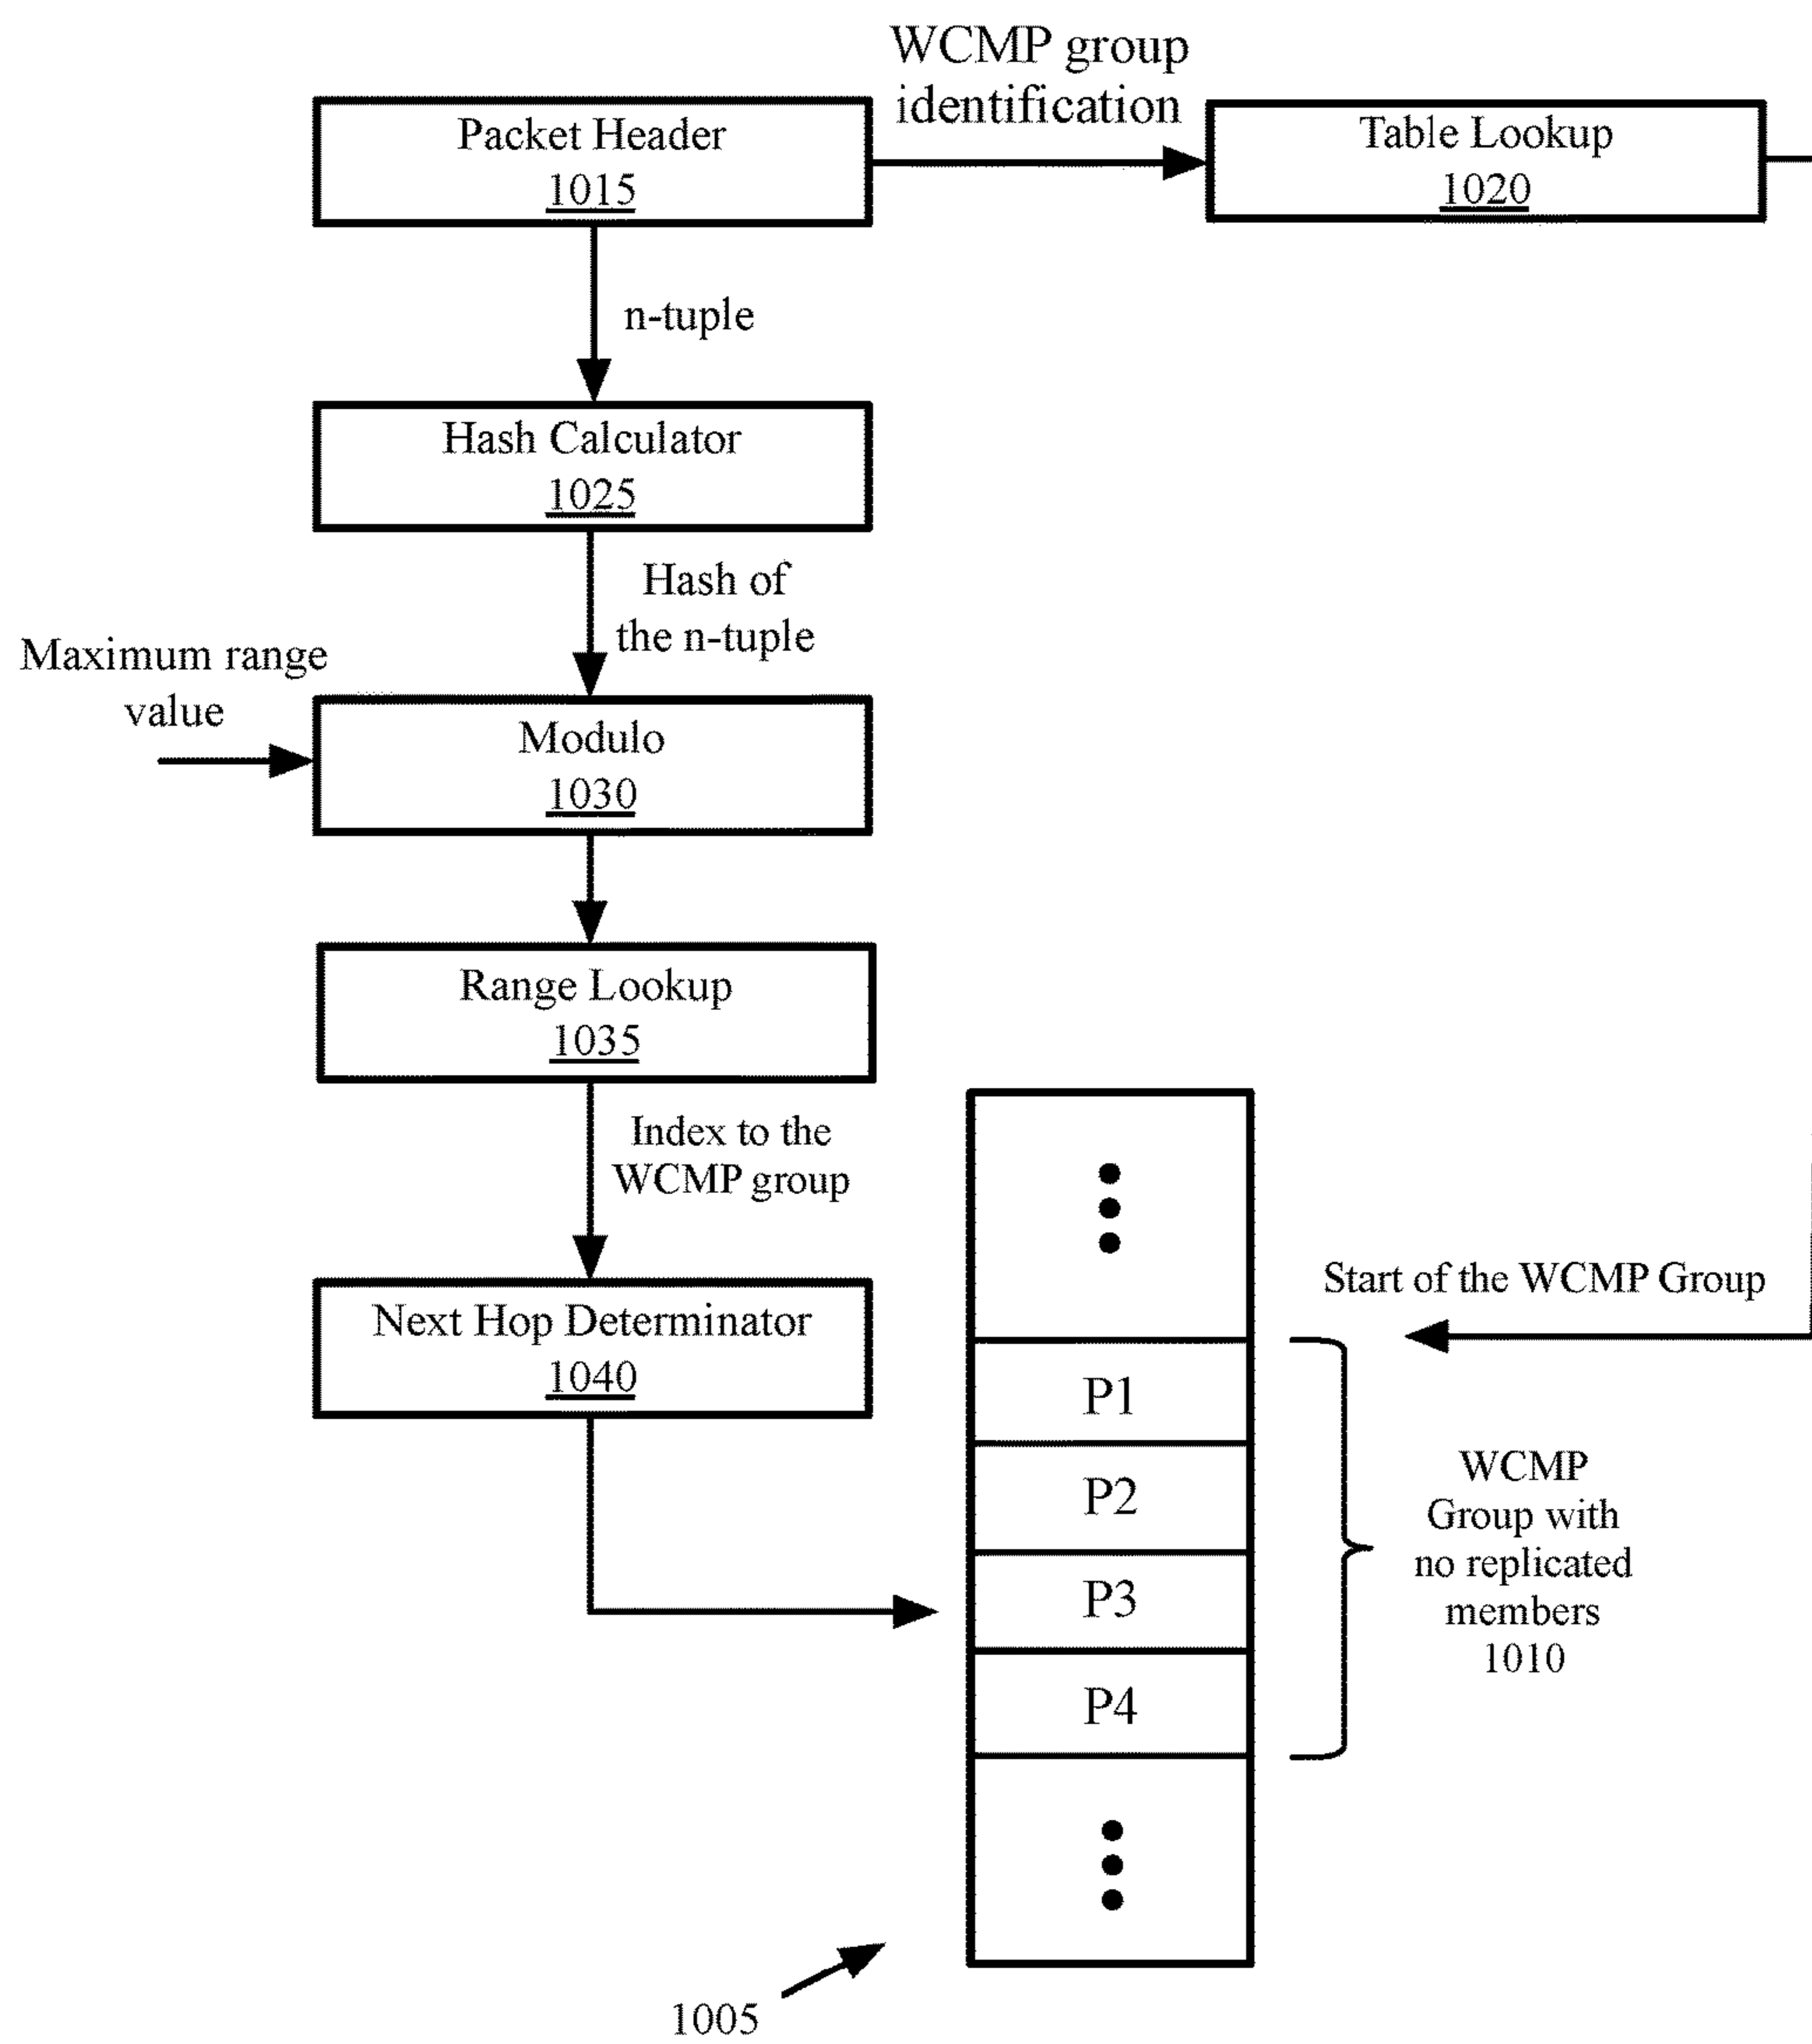 WCMP group
identification
Packet Header
1015
Table Lookup
1020
n-tuple
Hash Calculator
1025
Hash of
the n-tuple
Maximum range
value
Modulo
1030
Range Lookup
1035
Index to the
WCMP group
Start of the WCMP Group
Next Hop Determinator
1040
P1
P2
P3
P4
WCMP
Group with
no replicated
members
1010
1005